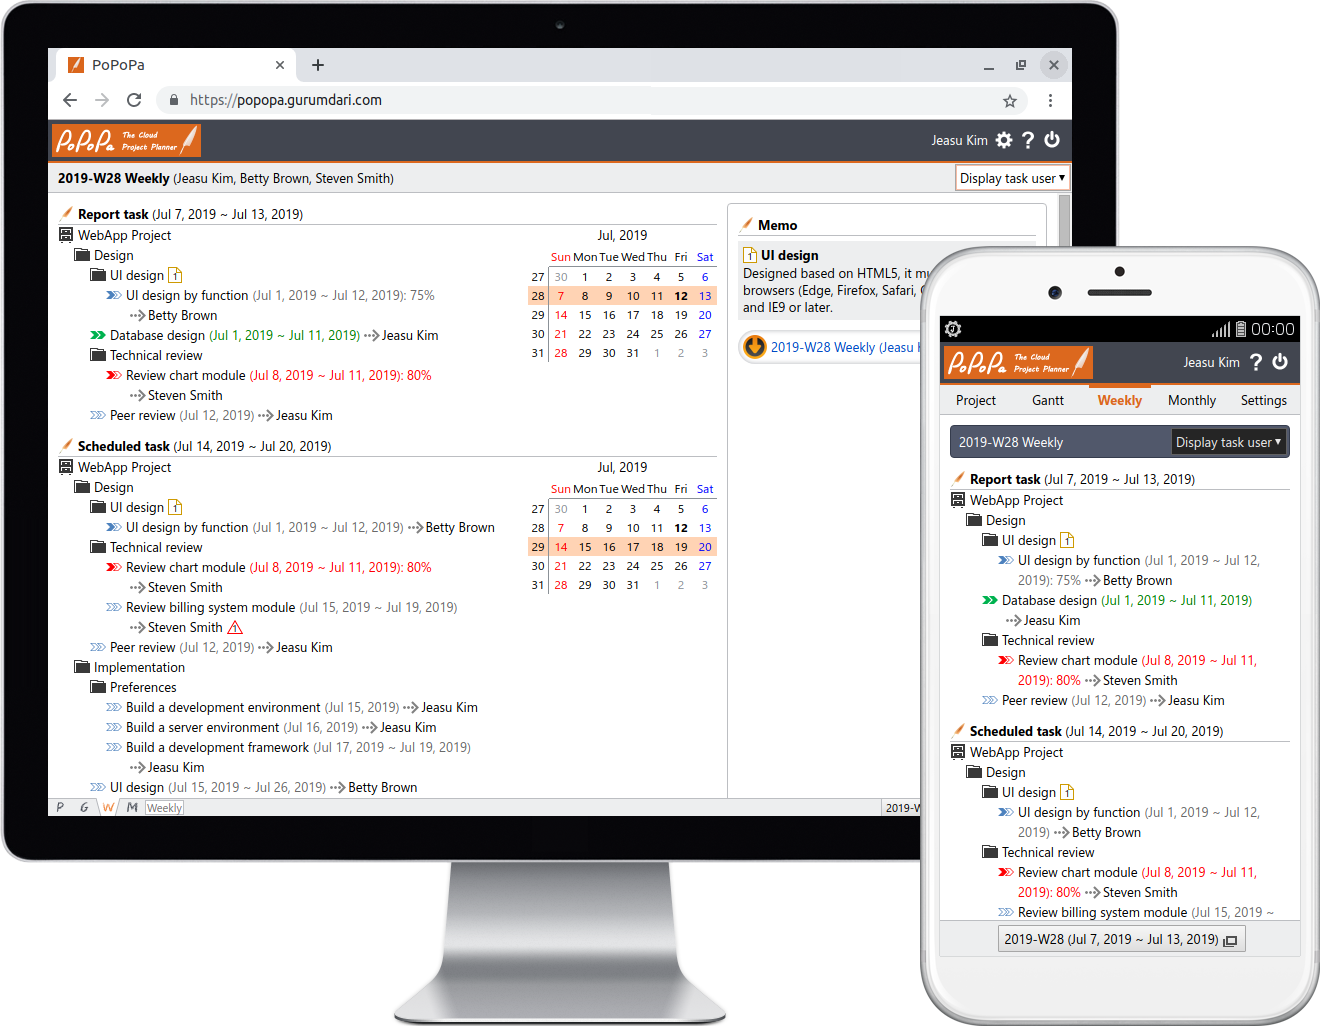 PoPoPa
https://popopa.gurumdari.com
PoPoPa The Cloud Project Planner
Jeasu Kim ?
2019-W28 Weekly (Jeasu Kim, Betty Brown, Steven Smith)
Display task user
Report task (Jul 7, 2019 ~ Jul 13, 2019)
WebApp Project
Design
UI design 1
UI design by function (Jul 1, 2019 ~ Jul 12, 2019): 75%
Betty Brown
Database design (Jul 1, 2019 ~ Jul 11, 2019) Jeasu Kim
Technical review
Review chart module (Jul 8, 2019 ~ Jul 11, 2019): 80%
Steven Smith
Peer review (Jul 12, 2019) Jeasu Kim
Jul, 2019
Sun Mon Tue Wed Thu Fri Sat
27 30 1 2 3 4 5 6
28 7 8 9 10 11 12 13
29 14 15 16 17 18 19 20
30 21 22 23 24 25 26 27
31 28 29 30 31 1 2 3
Scheduled task (Jul 14, 2019 ~ Jul 20, 2019)
WebApp Project
Design
UI design 1
UI design by function (Jul 1, 2019 ~ Jul 12, 2019) Betty Brown
Technical review
Review chart module (Jul 8, 2019 ~ Jul 11, 2019): 80%
Steven Smith
Review billing system module (Jul 15, 2019 ~ Jul 19, 2019)
Steven Smith 1
Peer review (Jul 12, 2019) Jeasu Kim
Implementation
Preferences
Build a development environment (Jul 15, 2019) Jeasu Kim
Build a server environment (Jul 16, 2019) Jeasu Kim
Build a development framework (Jul 17, 2019 ~ Jul 19, 2019)
Jeasu Kim
UI design (Jul 15, 2019 ~ Jul 26, 2019) Betty Brown
Jul, 2019
Sun Mon Tue Wed Thu Fri Sat
27 30 1 2 3 4 5 6
28 7 8 9 10 11 12 13
29 14 15 16 17 18 19 20
30 21 22 23 24 25 26 27
31 28 29 30 31 1 2 3
Memo
1 UI design
Designed based on HTML5, it mu
browsers (Edge, Firefox, Safari,
and IE9 or later.
2019-W28 Weekly (Jeasu
P G W M Weekly
2019-W
00:00
PoPoPa The Cloud Project Planner
Jeasu Kim ?
Project Gantt Weekly Monthly Settings
2019-W28 Weekly
Display task user
Report task (Jul 7, 2019 ~ Jul 13, 2019)
WebApp Project
Design
UI design 1
UI design by function (Jul 1, 2019 ~ Jul 12,
2019): 75% Betty Brown
Database design (Jul 1, 2019 ~ Jul 11, 2019)
Jeasu Kim
Technical review
Review chart module (Jul 8, 2019 ~ Jul 11,
2019): 80% Steven Smith
Peer review (Jul 12, 2019) Jeasu Kim
Scheduled task (Jul 14, 2019 ~ Jul 20, 2019)
WebApp Project
Design
UI design 1
UI design by function (Jul 1, 2019 ~ Jul 12,
2019) Betty Brown
Technical review
Review chart module (Jul 8, 2019 ~ Jul 11,
2019): 80% Steven Smith
Review billing system module (Jul 15, 2019 ~
2019-W28 (Jul 7, 2019 ~ Jul 13, 2019)